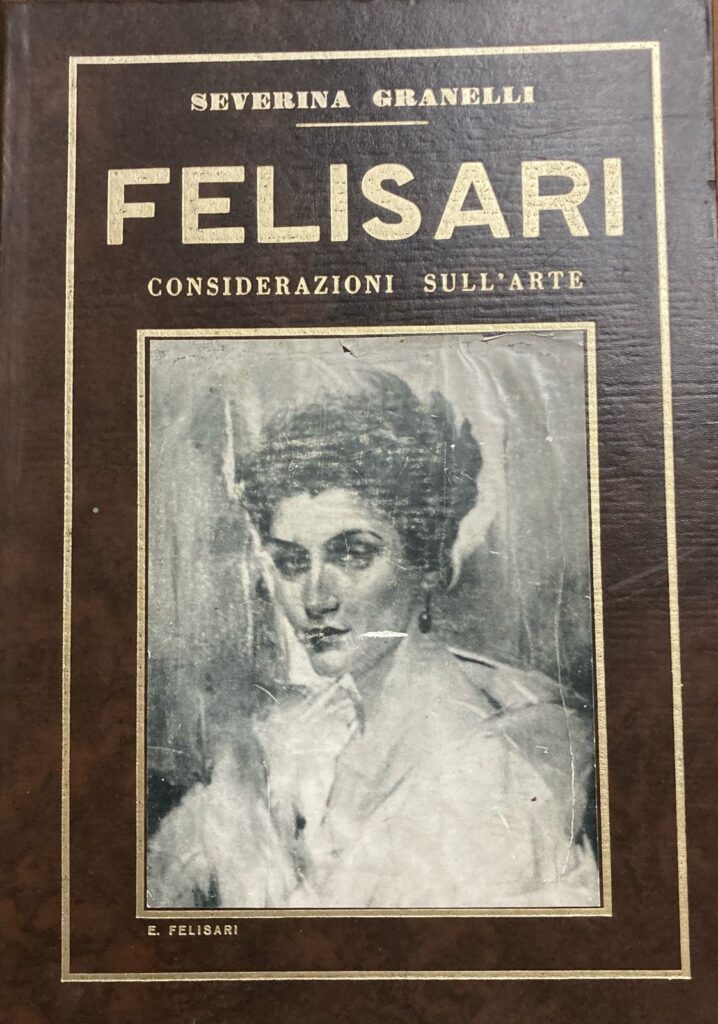 SEVERINA GRANELLI
FELISARI
CONSIDERAZIONI SULL'ARTE
E. FELISARI